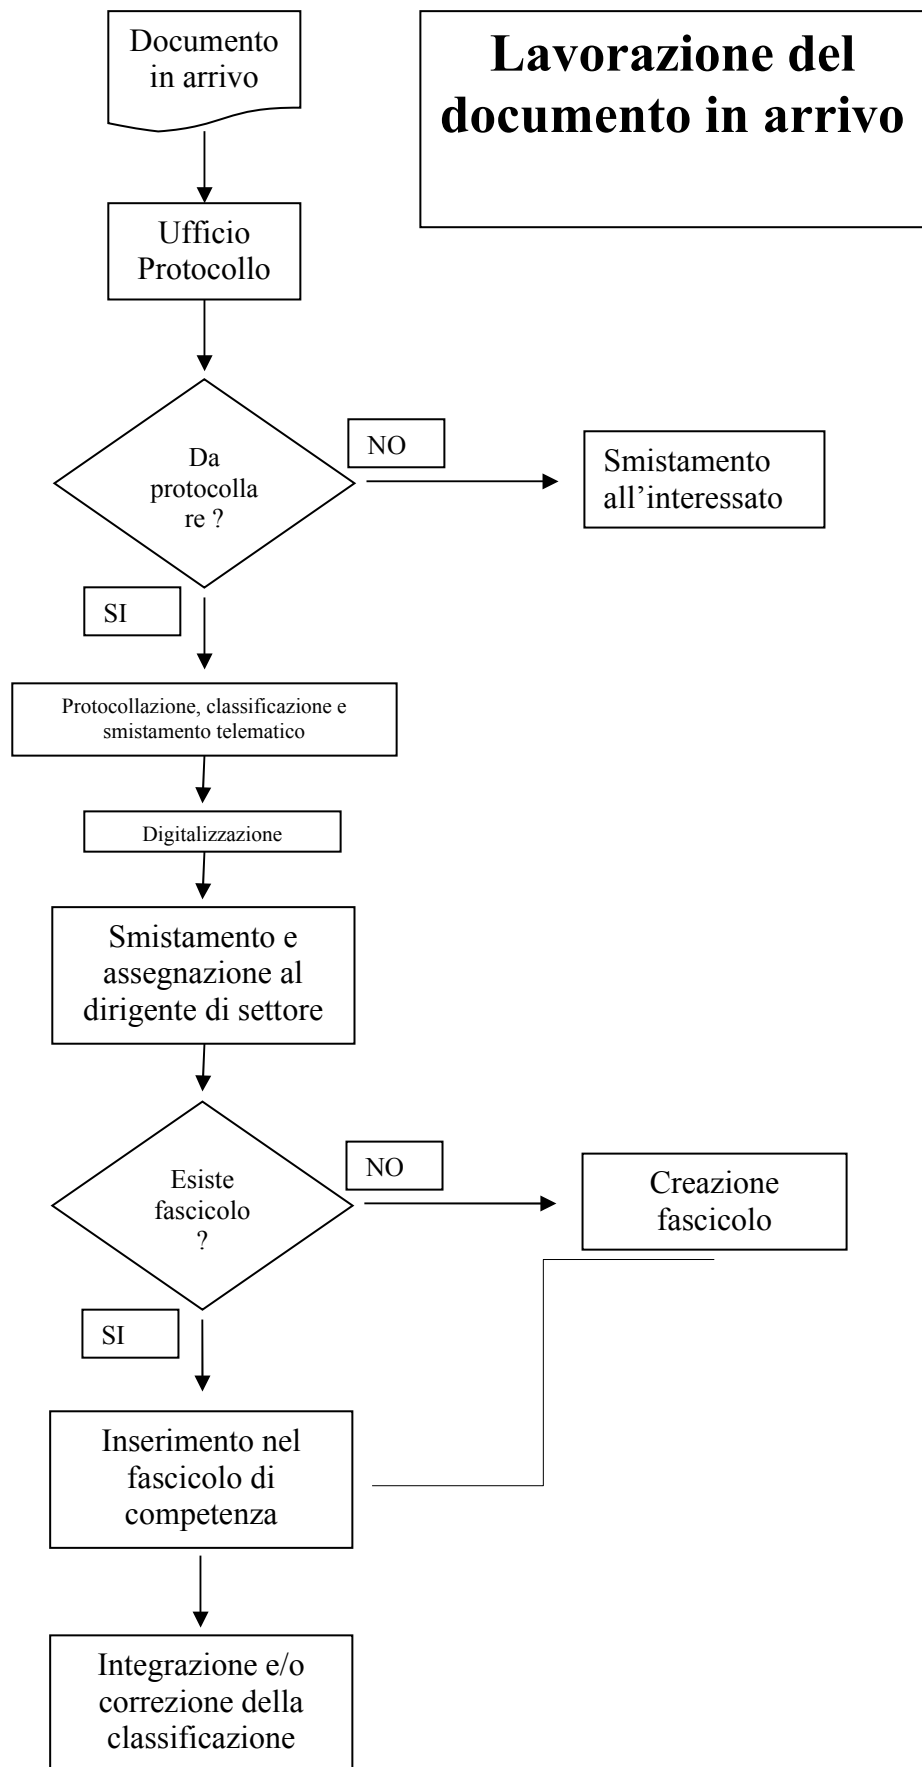 Documento
in arrivo
Lavorazione del
documento in arrivo
Ufficio
Protocollo
Da
protocolla
re ?
NO
Smistamento
all’interessato
SI
Protocollazione, classificazione e
smistamento telematico
Digitalizzazione
Smistamento e
assegnazione al
dirigente di settore
Esiste
fascicolo
?
NO
Creazione
fascicolo
SI
Inserimento nel
fascicolo di
competenza
Integrazione e/o
correzione della
classificazione